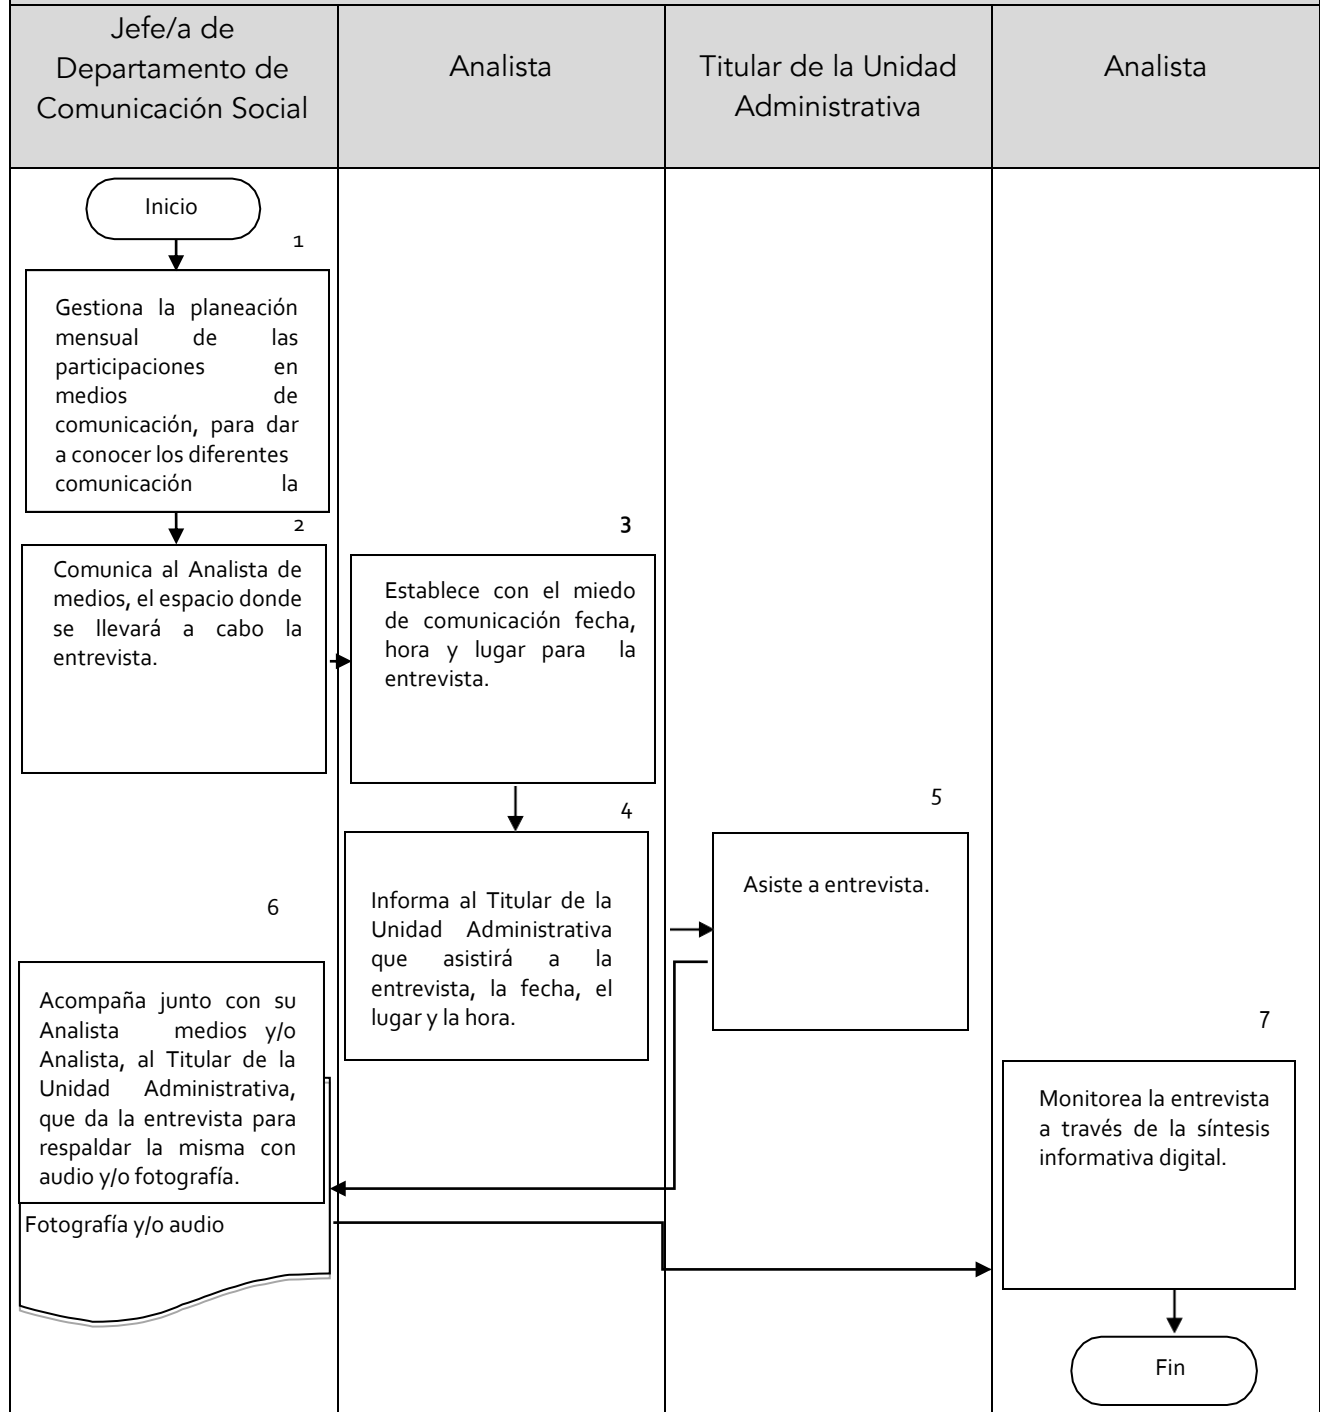 Jefe/a de
Departamento de
Comunicación Social
Analista
Titular de la Unidad
Administrativa
Analista
Inicio
1
Gestiona la planeación
mensual de las
participaciones en
medios de
comunicación, para dar
a conocer los diferentes
comunicación la
2
Comunica al Analista de
medios, el espacio donde
se llevará a cabo la
entrevista.
3
Establece con el miedo
de comunicación fecha,
hora y lugar para la
entrevista.
4
Informa al Titular de la
Unidad Administrativa
que asistirá a la
entrevista, la fecha, el
lugar y la hora.
5
Asiste a entrevista.
6
Acompaña junto con su
Analista medios y/o
Analista, al Titular de la
Unidad Administrativa,
que da la entrevista para
respaldar la misma con
audio y/o fotografía.
Fotografía y/o audio
7
Monitorea la entrevista
a través de la síntesis
informativa digital.
Fin